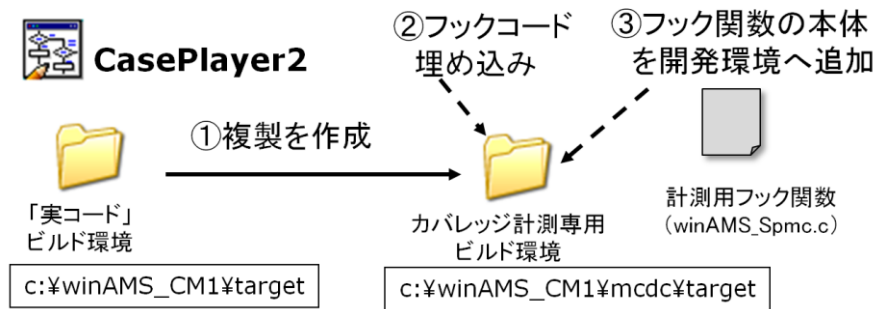 CasePlayer2
②フックコード
埋め込み
③フック関数の本体
を開発環境へ追加
①複製を作成
「実コード」
ビルド環境
カバレッジ計測専用
ビルド環境
計測用フック関数
（winAMS_Spmc.c）
c:¥winAMS_CM1¥target
c:¥winAMS_CM1¥mcdc¥target